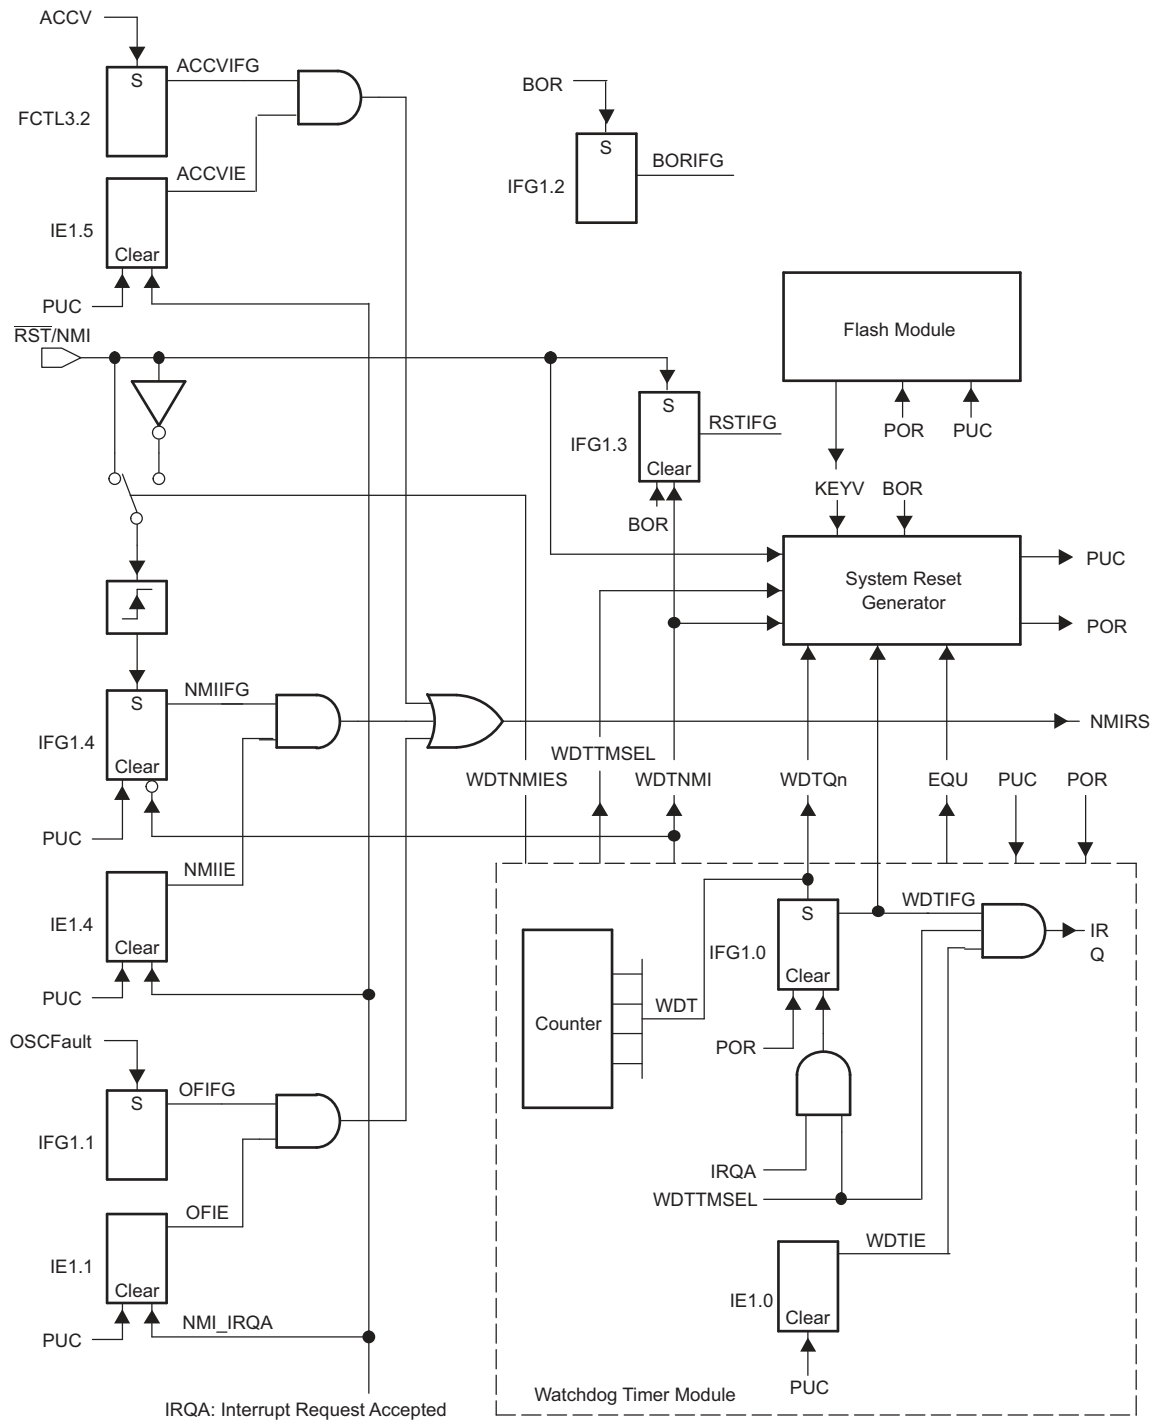 ACCV
S
ACCVIFG
FCTL3.2
ACCVIE
IE1.5
Clear
PUC
BOR
S
BORIFG
IFG1.2
RST/NMI
Flash Module
S
RSTIFG
IFG1.3
Clear
BOR
POR
PUC
KEYV
BOR
System Reset
Generator
PUC
POR
S
NMIIFG
IFG1.4
Clear
PUC
NMIRS
WDTTMSEL
WDTNMIES
WDTNMI
WDTQn
EQU
PUC
POR
NMIIE
IE1.4
Clear
PUC
OSCFault
S
OFIFG
IFG1.1
OFIE
IE1.1
Clear
PUC
NMI_IRQA
S
WDTIFG
IFG1.0
Clear
IR
Q
Counter
WDT
POR
IRQA
WDTTMSEL
WDTIE
IE1.0
Clear
PUC
Watchdog Timer Module
IRQA: Interrupt Request Accepted